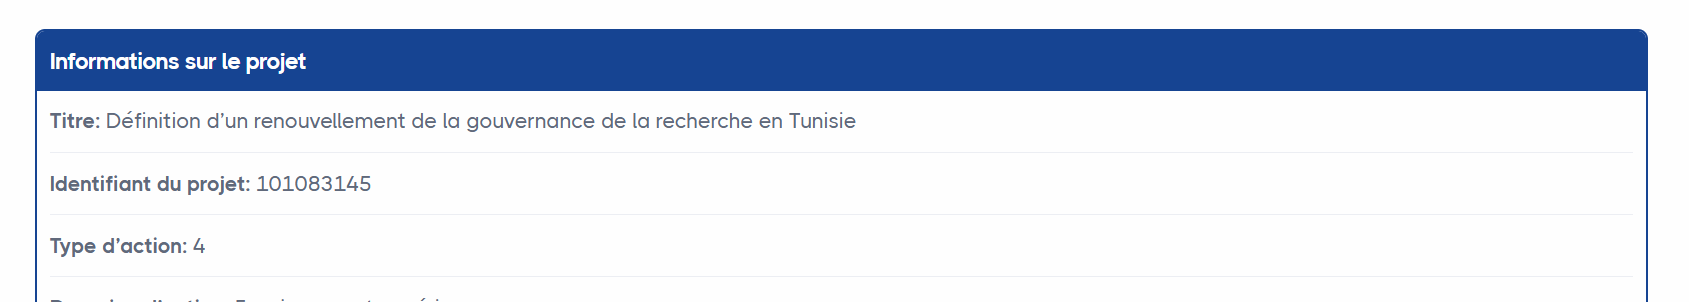 Informations sur le projet
Titre: Définition d’un renouvellement de la gouvernance de la recherche en Tunisie
Identifiant du projet: 101083145
Type d’action: 4